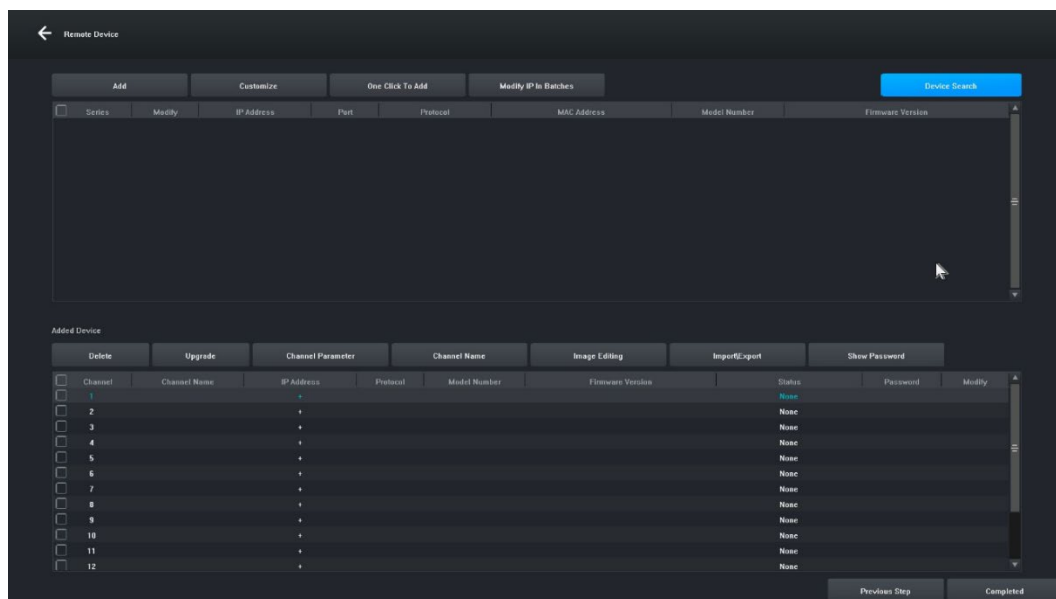 Remote Device
Add Customize One Click To Add Modify IP In Batches Device Search
Series Modify IP Address Port Protocol MAC Address Model Number Firmware Version
Added Device
Delete Upgrade Channel Parameter Channel Name Image Editing Import\Export Show Password
Channel Channel Name IP Address Protocol Model Number Firmware Version Status Password Modify
1 + None
2 + None
3 + None
4 + None
5 + None
6 + None
7 + None
8 + None
9 + None
10 + None
11 + None
12 + None
Previous Step Completed